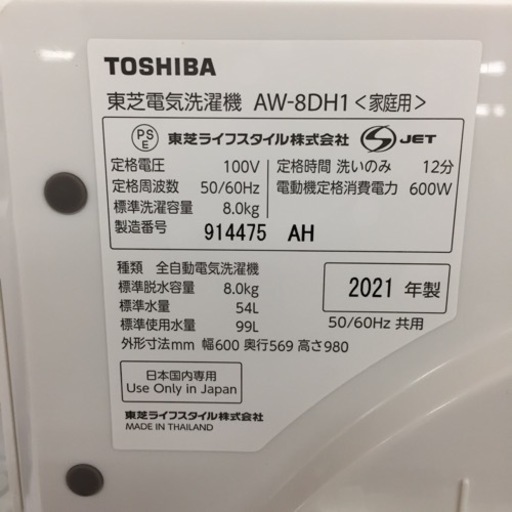 TOSHIBA
東芝電気洗濯機 AW-8DH1<家庭用>
PSE 東芝ライフスタイル株式会社 S JET
定格電圧 100V
定格周波数 50/60Hz
標準洗濯容量 8.0kg
製造番号 914475 AH
定格時間 洗いのみ 12分
電動機定格消費電力 600W
種類 全自動電気洗濯機
標準脱水容量 8.0kg
標準水量 54L
標準使用水量 99L
外形寸法mm 幅600 奥行569 高さ980
2021 年製
50/60Hz 共用
日本国内専用
Use Only in Japan
東芝ライフスタイル株式会社
MADE IN THAILAND